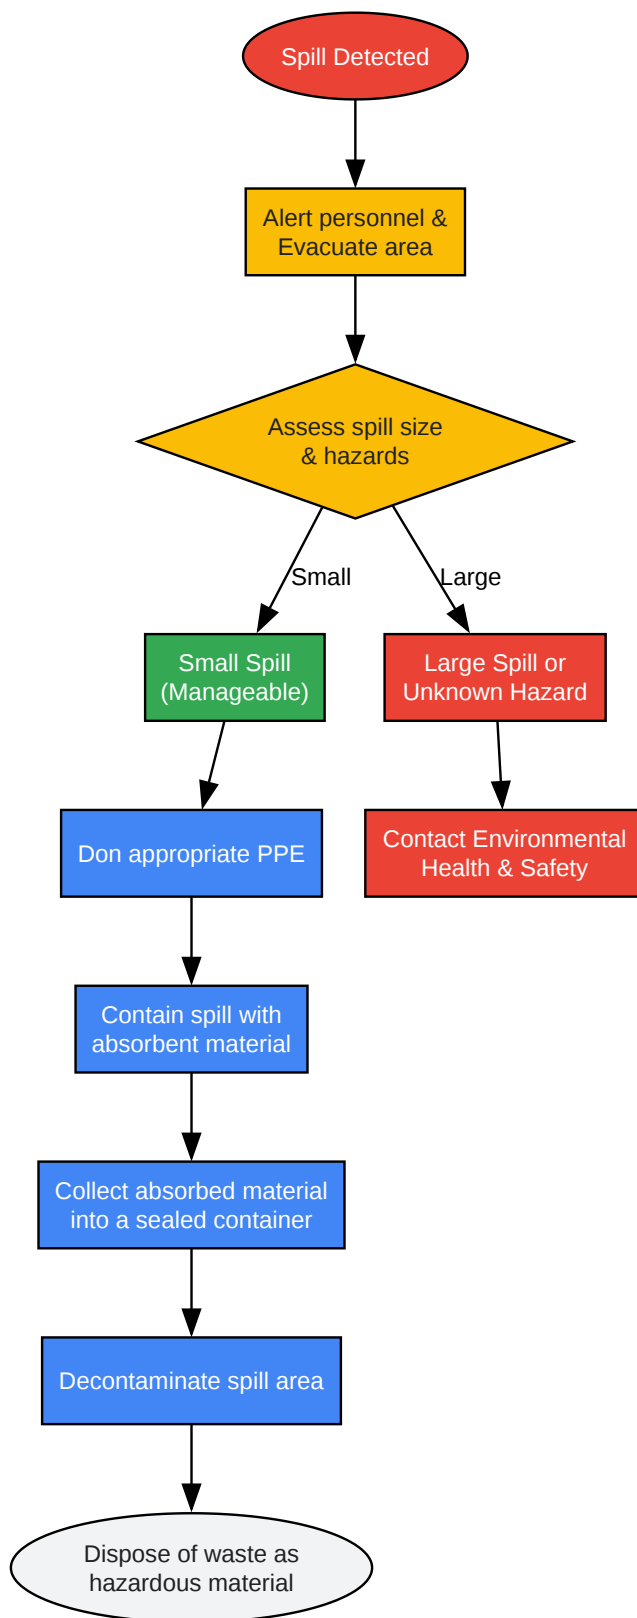 Spill Detected
Alert personnel &
Evacuate area
Assess spill size
& hazards
Small
Large
Small Spill
(Manageable)
Large Spill or
Unknown Hazard
Don appropriate PPE
Contact Environmental
Health & Safety
Contain spill with
absorbent material
Collect absorbed material
into a sealed container
Decontaminate spill area
Dispose of waste as
hazardous material